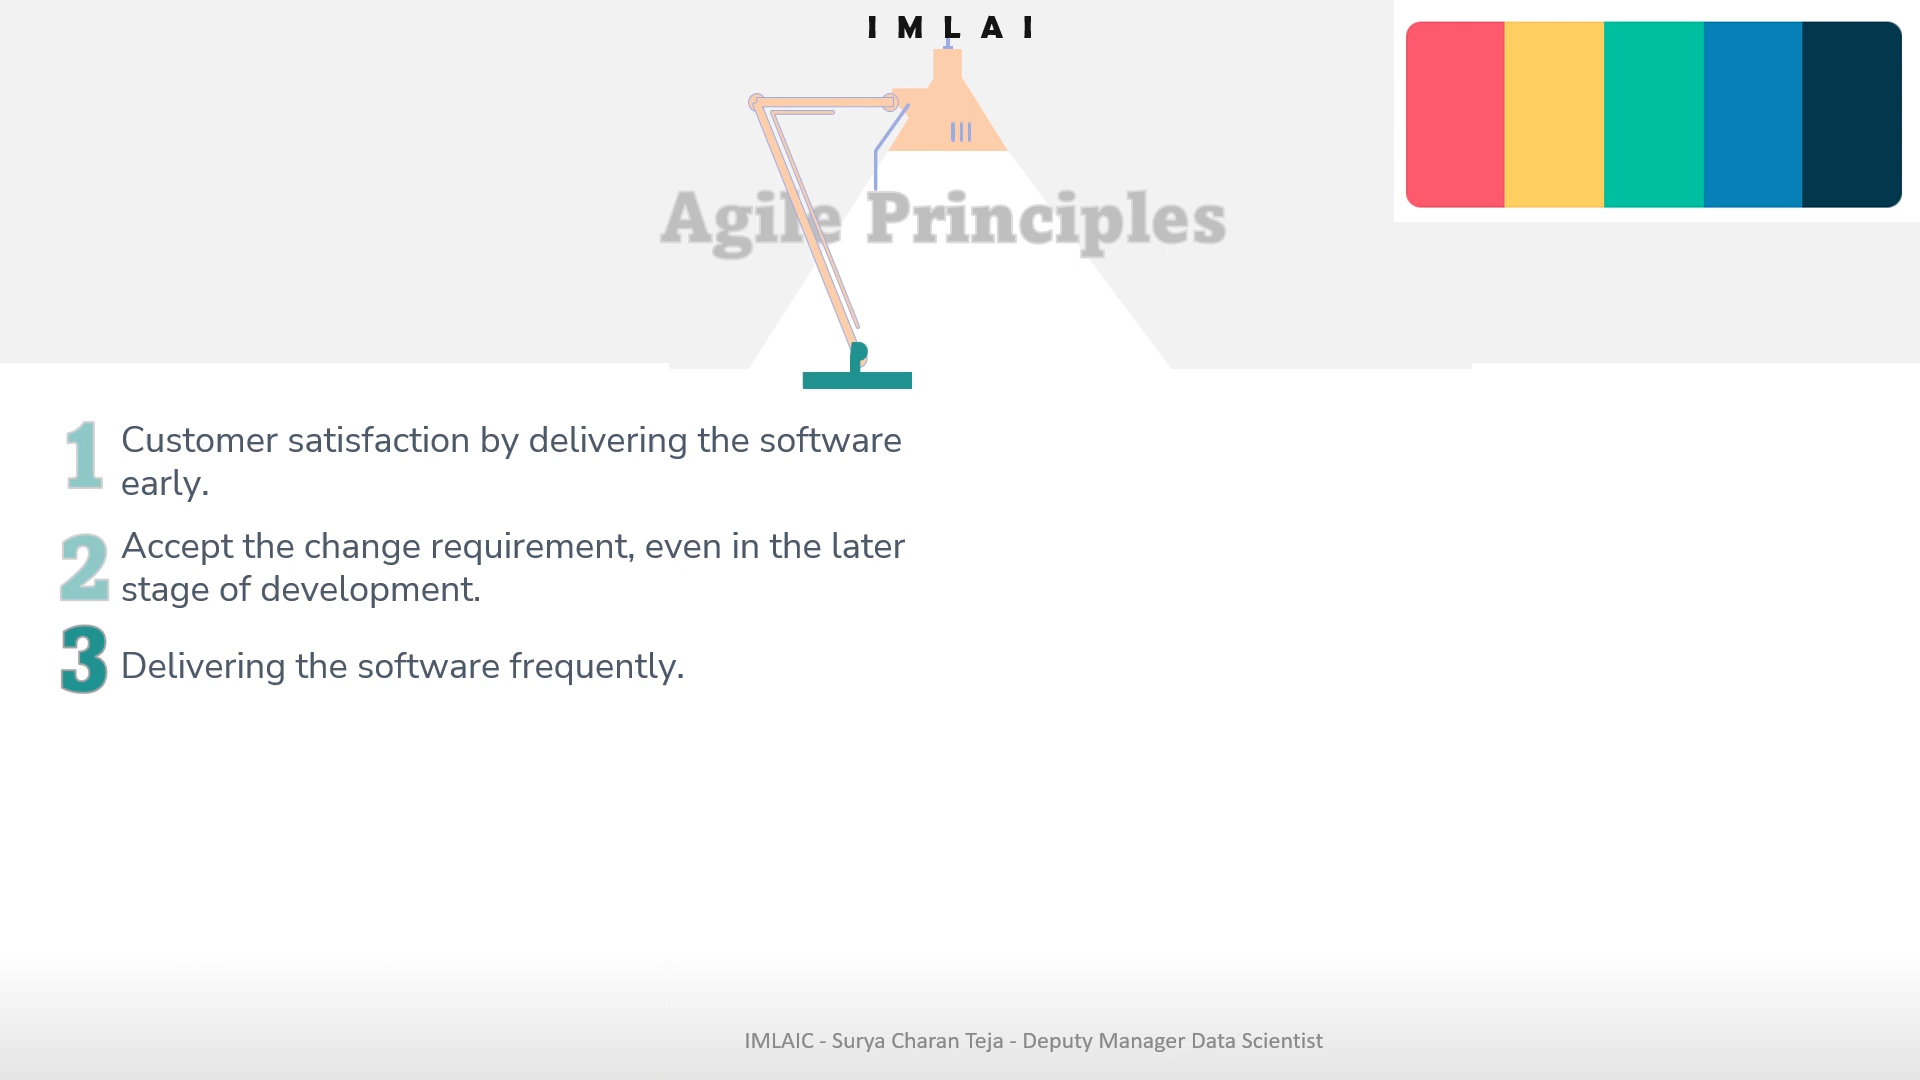 IMLAI
Agile Principles
1 Customer satisfaction by delivering the software
early.
2 Accept the change requirement, even in the later
stage of development.
3 Delivering the software frequently.
IMLAIC - Surya Charan Teja - Deputy Manager Data Scientist